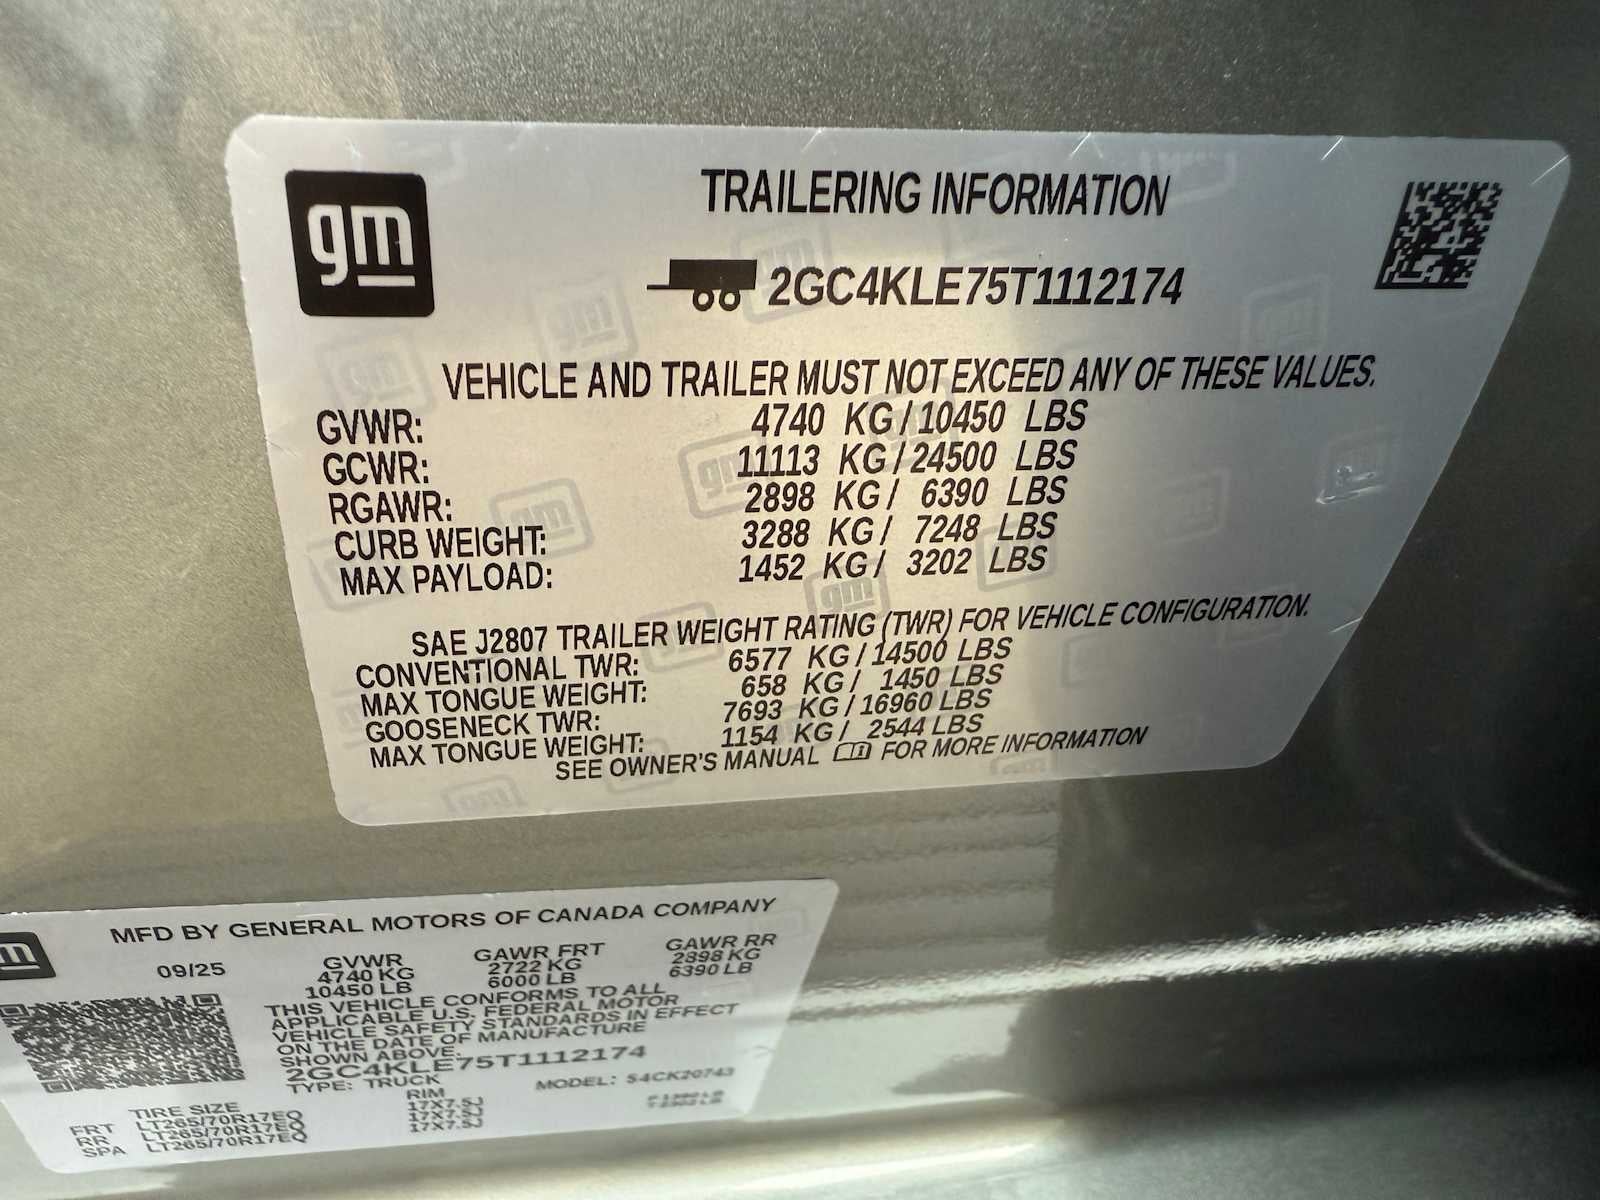 gm
TRAILERING INFORMATION
2GC4KLE75T1112174
VEHICLE AND TRAILER MUST NOT EXCEED ANY OF THESE VALUES.
GVWR: 4740 KG / 10450 LBS
GCWR: 11113 KG / 24500 LBS
RGAWR: 2898 KG / 6390 LBS
CURB WEIGHT: 3288 KG / 7248 LBS
MAX PAYLOAD: 1452 KG / 3202 LBS
SAE J2807 TRAILER WEIGHT RATING (TWR) FOR VEHICLE CONFIGURATION.
CONVENTIONAL TWR: 6577 KG / 14500 LBS
MAX TONGUE WEIGHT: 658 KG / 1450 LBS
GOOSENECK TWR: 7693 KG / 16960 LBS
MAX TONGUE WEIGHT: 1154 KG / 2544 LBS
SEE OWNER'S MANUAL FOR MORE INFORMATION
MFD BY GENERAL MOTORS OF CANADA COMPANY
09/25 GVWR GAWR FRT GAWR RR
4740 KG 2722 KG 2898 KG
10450 LB 6000 LB 6390 LB
THIS VEHICLE CONFORMS TO ALL
APPLICABLE U.S. FEDERAL MOTOR
VEHICLE SAFETY STANDARDS IN EFFECT
ON THE DATE OF MANUFACTURE
SHOWN ABOVE.
2GC4KLE75T1112174
TYPE: TRUCK MODEL: S4CK20743
TIRE SIZE RIM
FRT LT265/70R17EQ 17X7.5J
RR LT265/70R17EQ 17X7.5J
SPA LT265/70R17EQ 17X7.5J